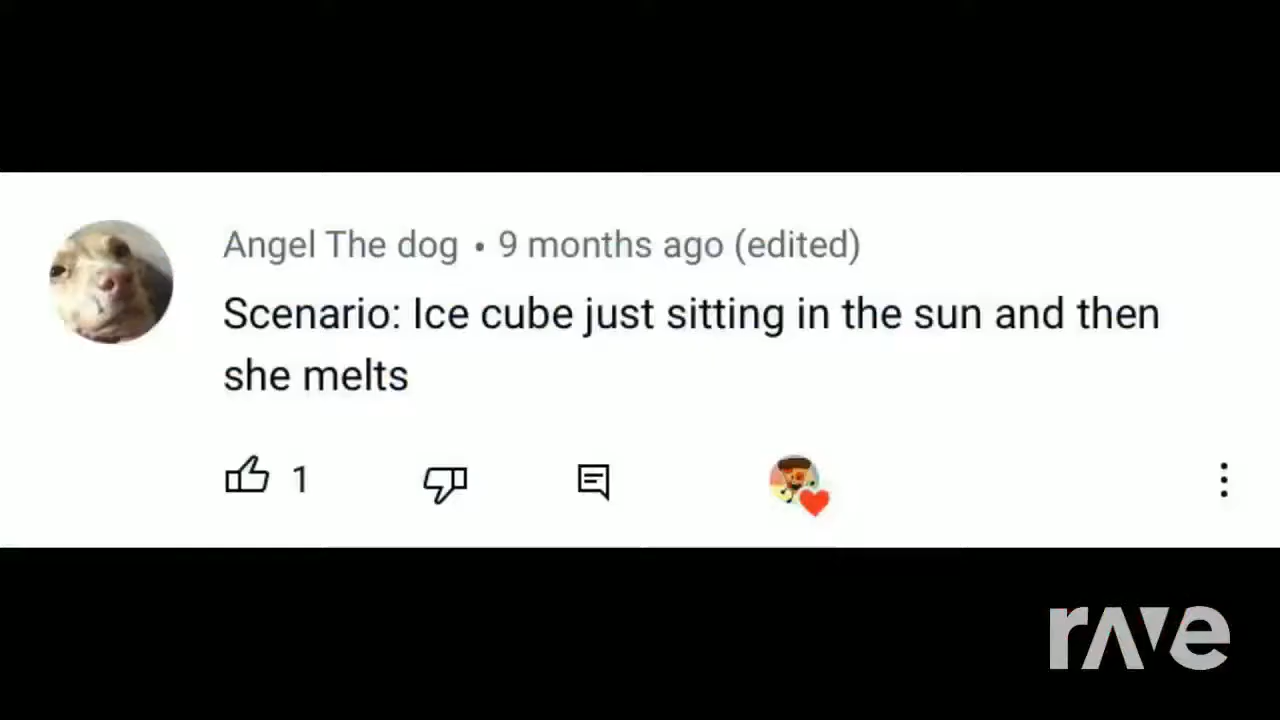 Angel The dog • 9 months ago (edited)
Scenario: Ice cube just sitting in the sun and then
she melts
1
rave